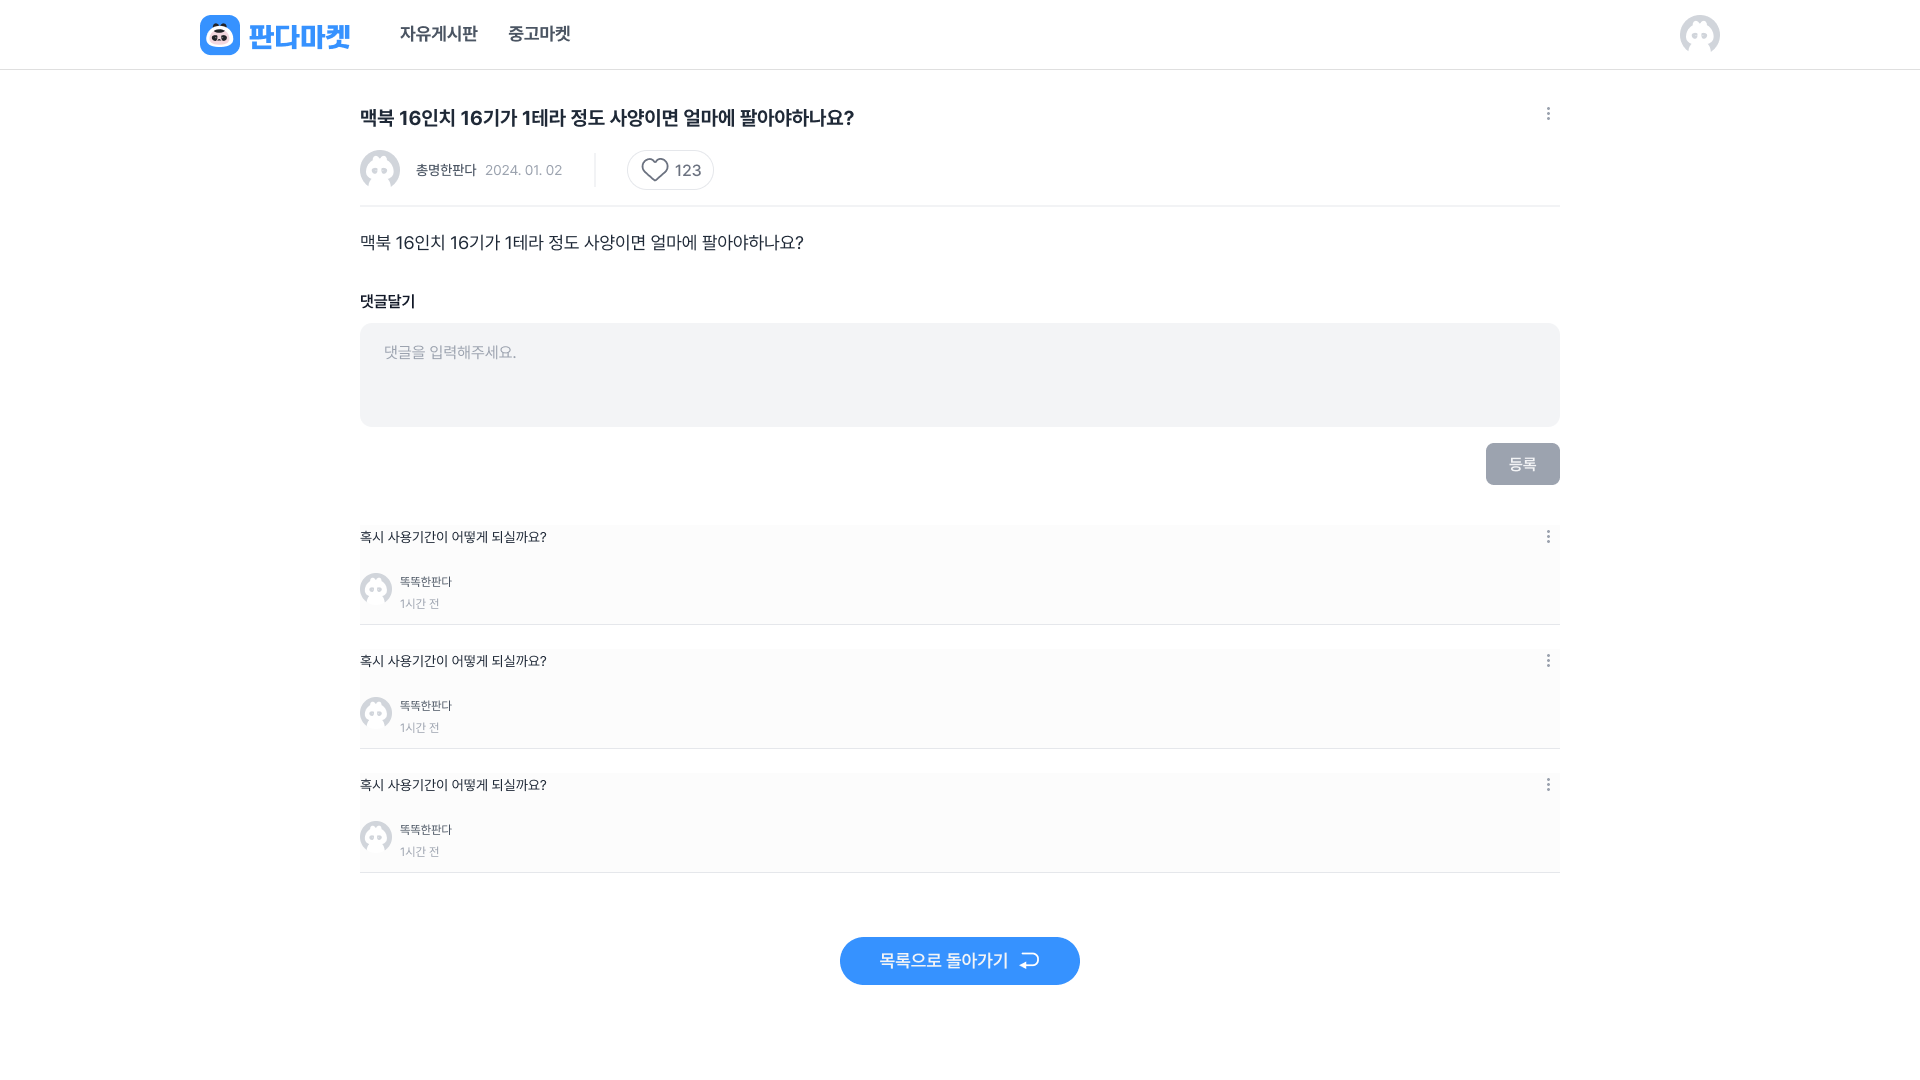 판다마켓
자유게시판
중고마켓
맥북 16인치 16기가 1테라 정도 사양이면 얼마에 팔아야하나요?
총명한판다 2024. 01. 02
123
맥북 16인치 16기가 1테라 정도 사양이면 얼마에 팔아야하나요?
댓글달기
댓글을 입력해주세요.
등록
혹시 사용기간이 어떻게 되실까요?
똑똑한판다
1시간 전
혹시 사용기간이 어떻게 되실까요?
똑똑한판다
1시간 전
혹시 사용기간이 어떻게 되실까요?
똑똑한판다
1시간 전
목록으로 돌아가기